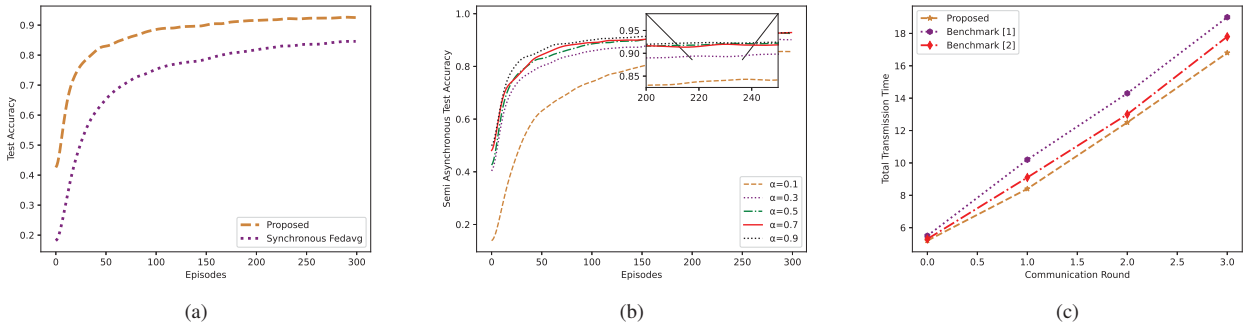 0.9
0.8
0.7
0.6
0.5
0.4
0.3
0.2
Test Accuracy
0 50 100 150 200 250 300
Episodes
Proposed
Synchronous Fedavg
(a)
1.0
0.8
0.6
0.4
0.2
Semi Asynchronous Test Accuracy
0 50 100 150 200 250 300
Episodes
0.95
0.90
0.85
200 220 240
α=0.1
α=0.3
α=0.5
α=0.7
α=0.9
(b)
Proposed
Benchmark [1]
Benchmark [2]
18
16
14
12
10
8
6
Total Transmission Time
0.0 0.5 1.0 1.5 2.0 2.5 3.0
Communication Round
(c)